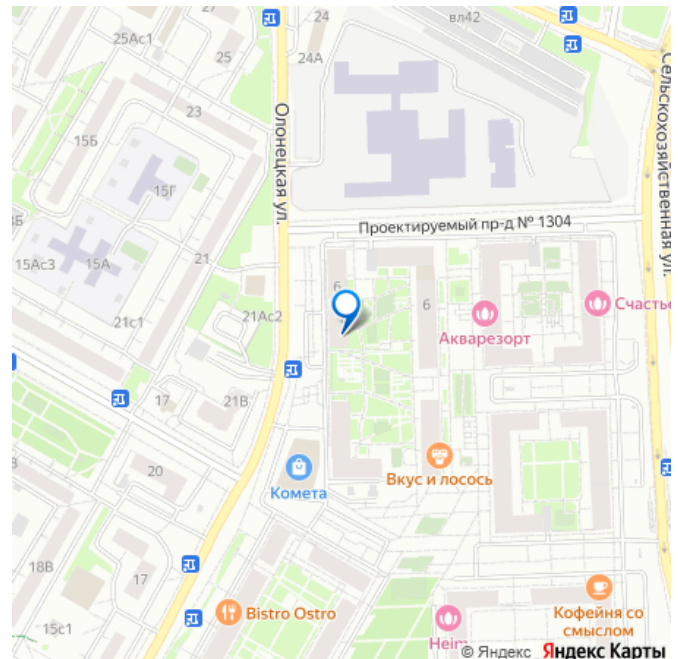 24
вл42
25Ас1
25
24А
Олонецкая ул.
Сельскохозяйственная ул.
23
15Б
15Г
Проектируемый пр-д № 1304
15Ас3
15А
21
6
6
Счастье
21Ас2
Акварезорт
21с1
17
21В
Вкус и лосось
20
Комета
18В
17
Bistro Ostro
Кофейня со
смыслом
15с1
Heim
© Яндекс Яндекс Карты